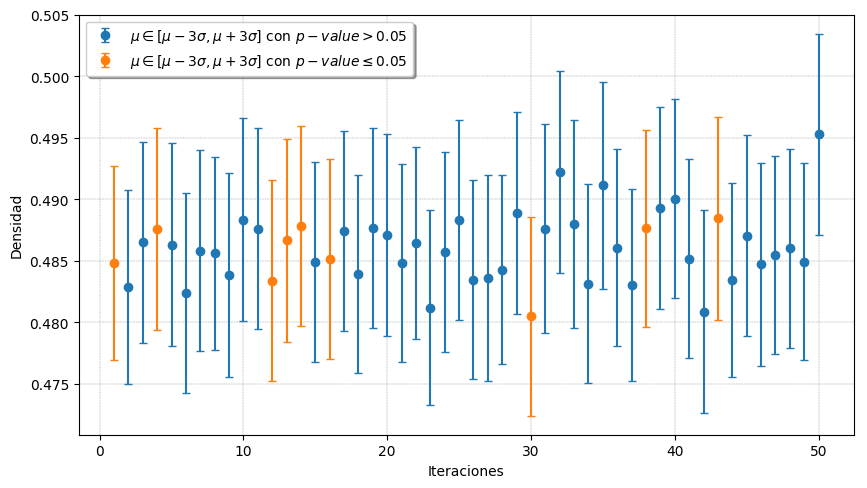 0.505
0.500
0.495
0.490
0.485
0.480
0.475
Densidad
μ ∈ [μ − 3σ, μ + 3σ] con p − value > 0.05
μ ∈ [μ − 3σ, μ + 3σ] con p − value ≤ 0.05
0 10 20 30 40 50
Iteraciones